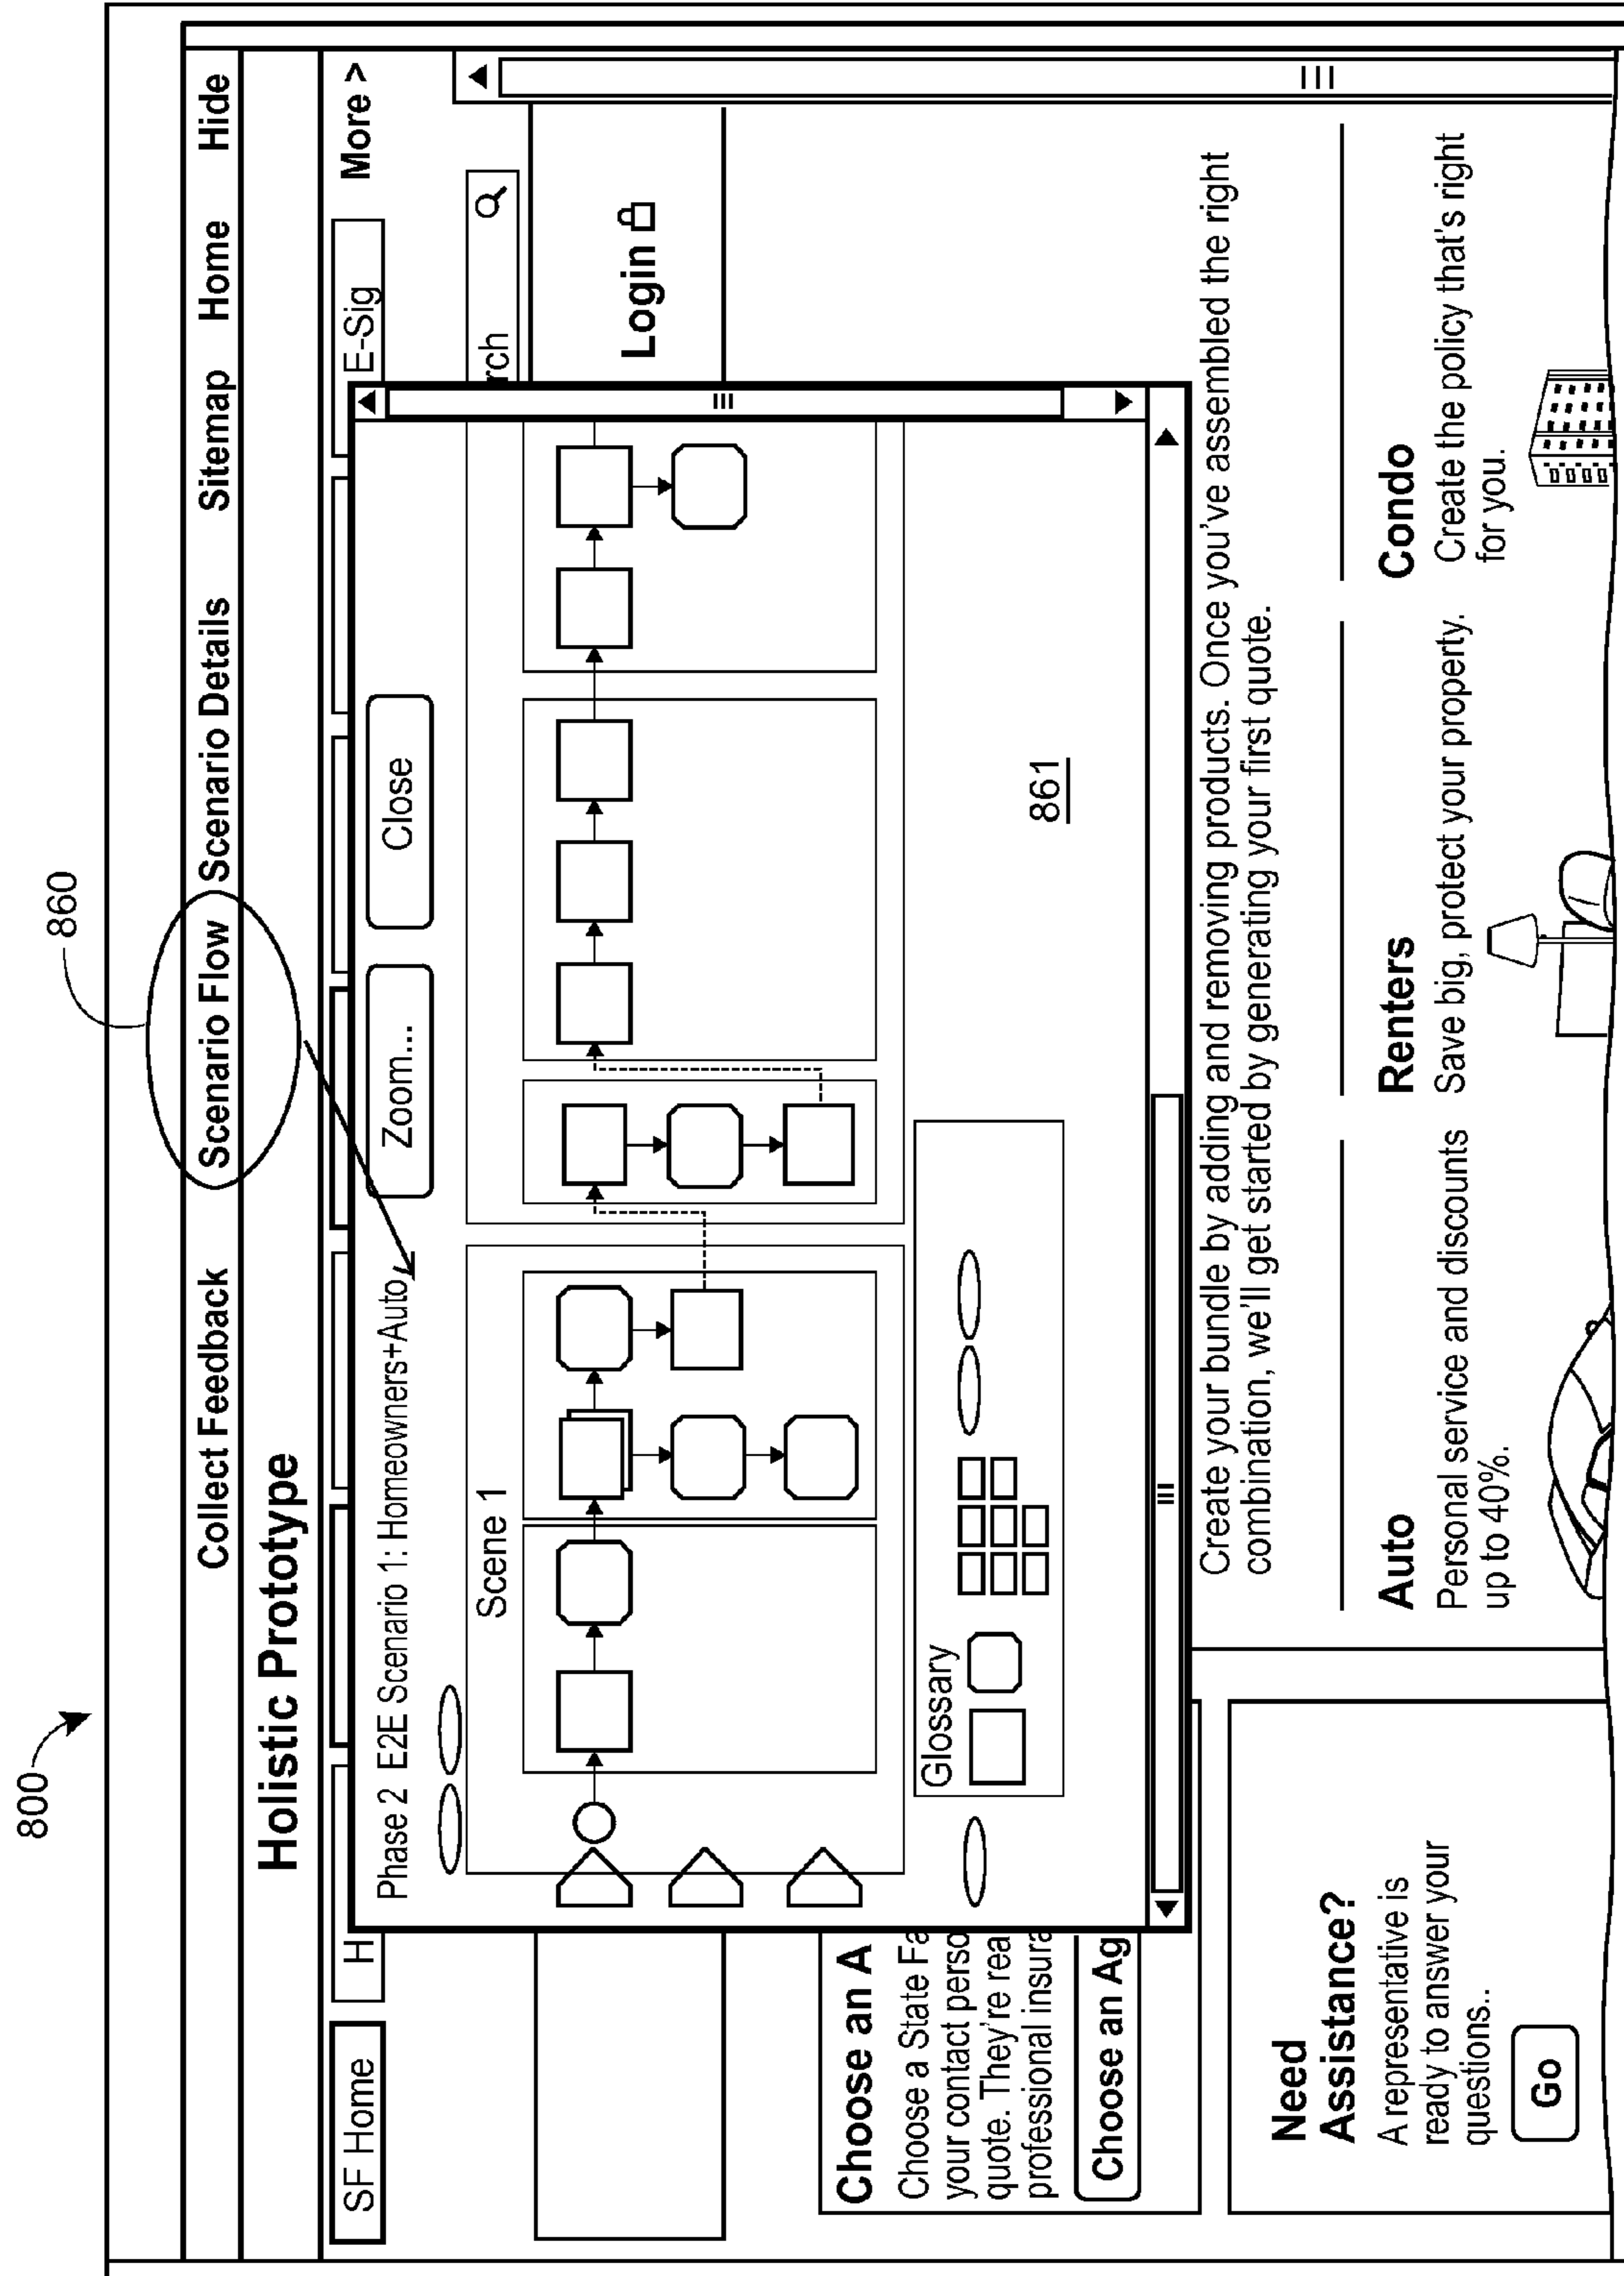 800
860
Collect Feedback Scenario Flow Scenario Details Sitemap Home Hide
Holistic Prototype
SF Home H E-Sig More >
Phase 2 E2E Scenario 1: Homeowners+Auto Zoom... Close
rch
Scene 1
Login
861
Glossary
Choose an A
Choose a State Fa
your contact perso
quote. They're rea
professional insura
Choose an Ag
Create your bundle by adding and removing products. Once you've assembled the right
combination, we'll get started by generating your first quote.
Need
Assistance?
A representative is
ready to answer your
questions..
Go
Auto
Personal service and discounts
up to 40%.
Renters
Save big, protect your property.
Condo
Create the policy that's right
for you.